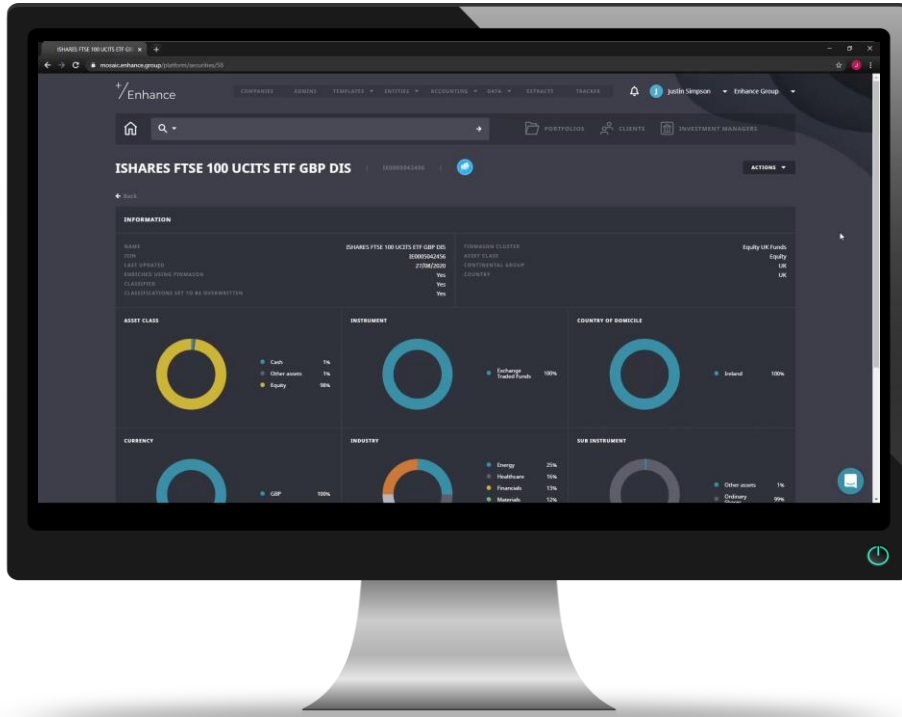 ISHARES FTSE 100 UCITS ETF GBP
mosaic.enhance.group/platform/securities/58
+/Enhance
COMPANIES ADMINS TEMPLATES ENTITIES ACCOUNTING DATA EXTRACTS TRACKER J Justin Simpson Enhance Group
PORTFOLIOS CLIENTS INVESTMENT MANAGERS
ISHARES FTSE 100 UCITS ETF GBP DIS IE0005042456 ACTIONS
Back
INFORMATION
NAME ISHARES FTSE 100 UCITS ETF GBP DIS
ISIN IE0005042456
LAST UPDATED 27/08/2020
ENRICHED USING FERMASON Yes
CLASSIFIED Yes
CLASSIFICATIONS SET TO BE OVERWRITTEN Yes
FERMASON CLUSTER Equity UK Funds
ASSET CLASS Equity
CONTINENTAL GROUP UK
COUNTRY UK
ASSET CLASS
Cash 1%
Other assets 1%
Equity 98%
INSTRUMENT
Exchange 100%
Traded Funds
COUNTRY OF DOMICILE
Ireland 100%
CURRENCY
GBP 100%
INDUSTRY
Energy 25%
Healthcare 16%
Financials 13%
Materials 12%
SUB INSTRUMENT
Other assets 1%
Ordinary 99%
Shares